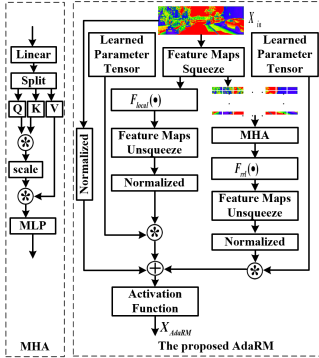 Linear
Split
Q K V
*
scale
*
MLP
MHA
X_in
Learned
Parameter
Tensor
Feature Maps
Squeeze
Learned
Parameter
Tensor
F_local(•)
Feature Maps
Unsqueeze
Normalized
*
MHA
F_rel(•)
Feature Maps
Unsqueeze
Normalized
*
Normalized
+
Activation
Function
X_AdaRM
The proposed AdaRM